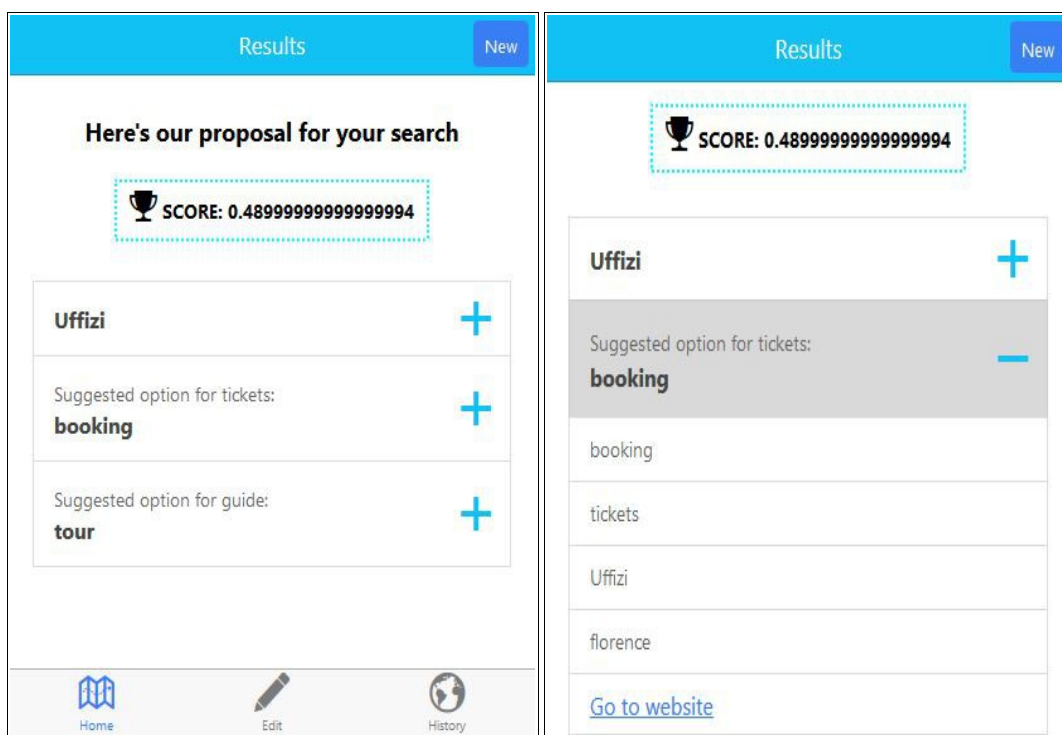 Results
New
Here's our proposal for your search
SCORE: 0.48999999999999994
Uffizi
Suggested option for tickets:
booking
Suggested option for guide:
tour
Home
Edit
History
Results
New
SCORE: 0.48999999999999994
Uffizi
Suggested option for tickets:
booking
booking
tickets
Uffizi
florence
Go to website